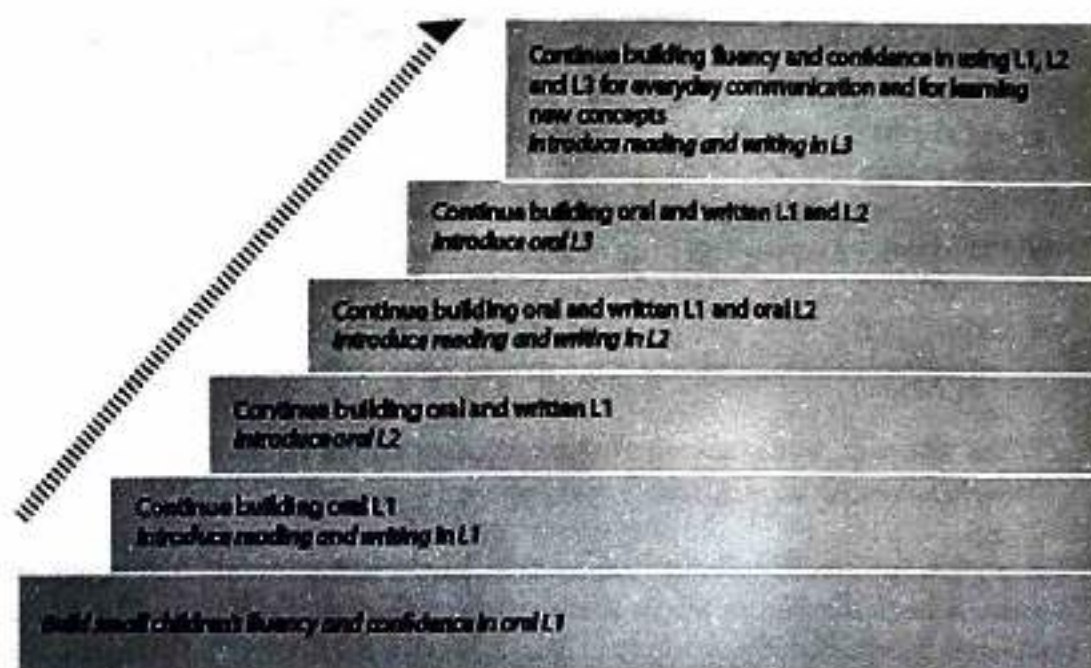 Continue building fluency and confidence in using L1, L2
and L3 for everyday communication and for learning
new concepts
Introduce reading and writing in L3
Continue building oral and written L1 and L2
Introduce oral L3
Continue building oral and written L1 and oral L2
Introduce reading and writing in L2
Continue building oral and written L1
Introduce oral L2
Continue building oral L1
Introduce reading and writing in L1
Build small children's fluency and confidence in oral L1